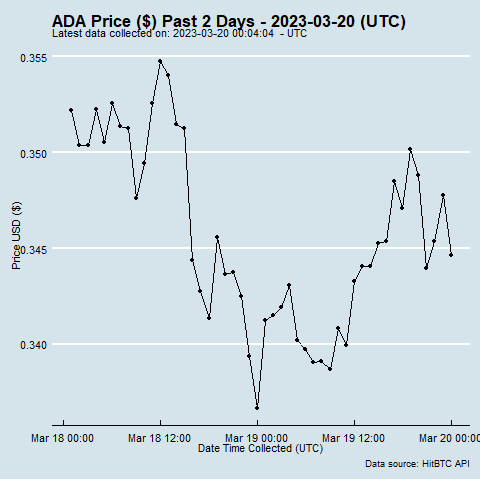 ADA Price ($) Past 2 Days - 2023-03-20 (UTC)
Latest data collected on: 2023-03-20 00:04:04  - UTC
0.355
0.350
0.345
0.340
Price USD ($)
Mar 18 00:00 Mar 18 12:00 Mar 19 00:00 Mar 19 12:00 Mar 20 00:00
Date Time Collected (UTC)
Data source: HitBTC API